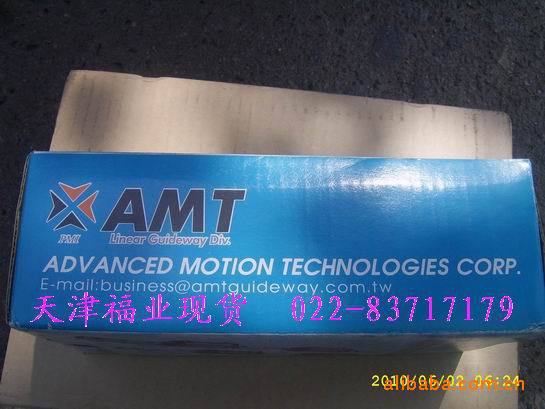 AMT
PMI
Linear Guideway Div.
ADVANCED MOTION TECHNOLOGIES CORP.
E-mail:business@amtguideway.com.tw
天津福业现货 022-83717179
2010/06/02 06:24
alibaba.com.cn